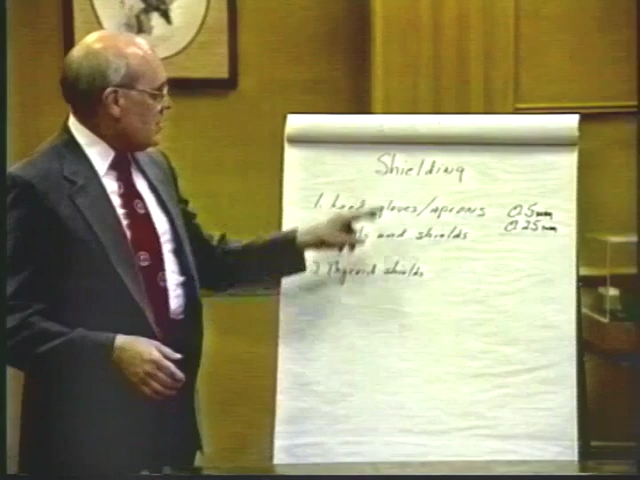 Shielding
1. Lead gloves/aprons 0.5mm
and shields 0.25mm
3 Thyroid shields